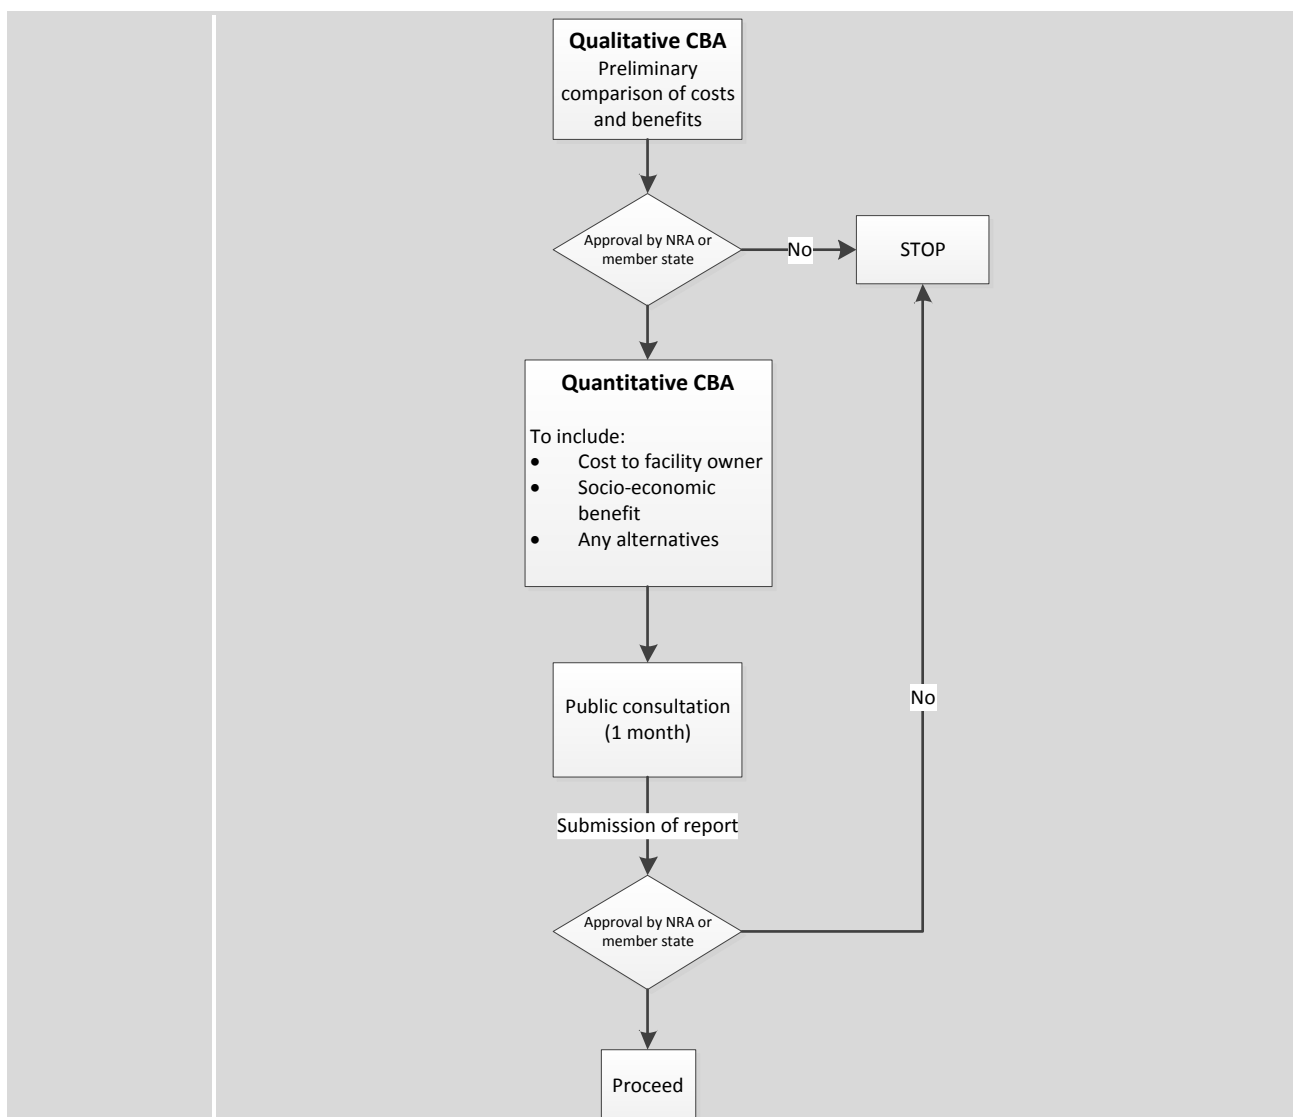 Qualitative CBA
Preliminary
comparison of costs
and benefits
Approval by NRA or
member state
No
STOP
Quantitative CBA
To include:
• Cost to facility owner
• Socio-economic
benefit
• Any alternatives
Public consultation
(1 month)
No
Submission of report
Approval by NRA or
member state
Proceed